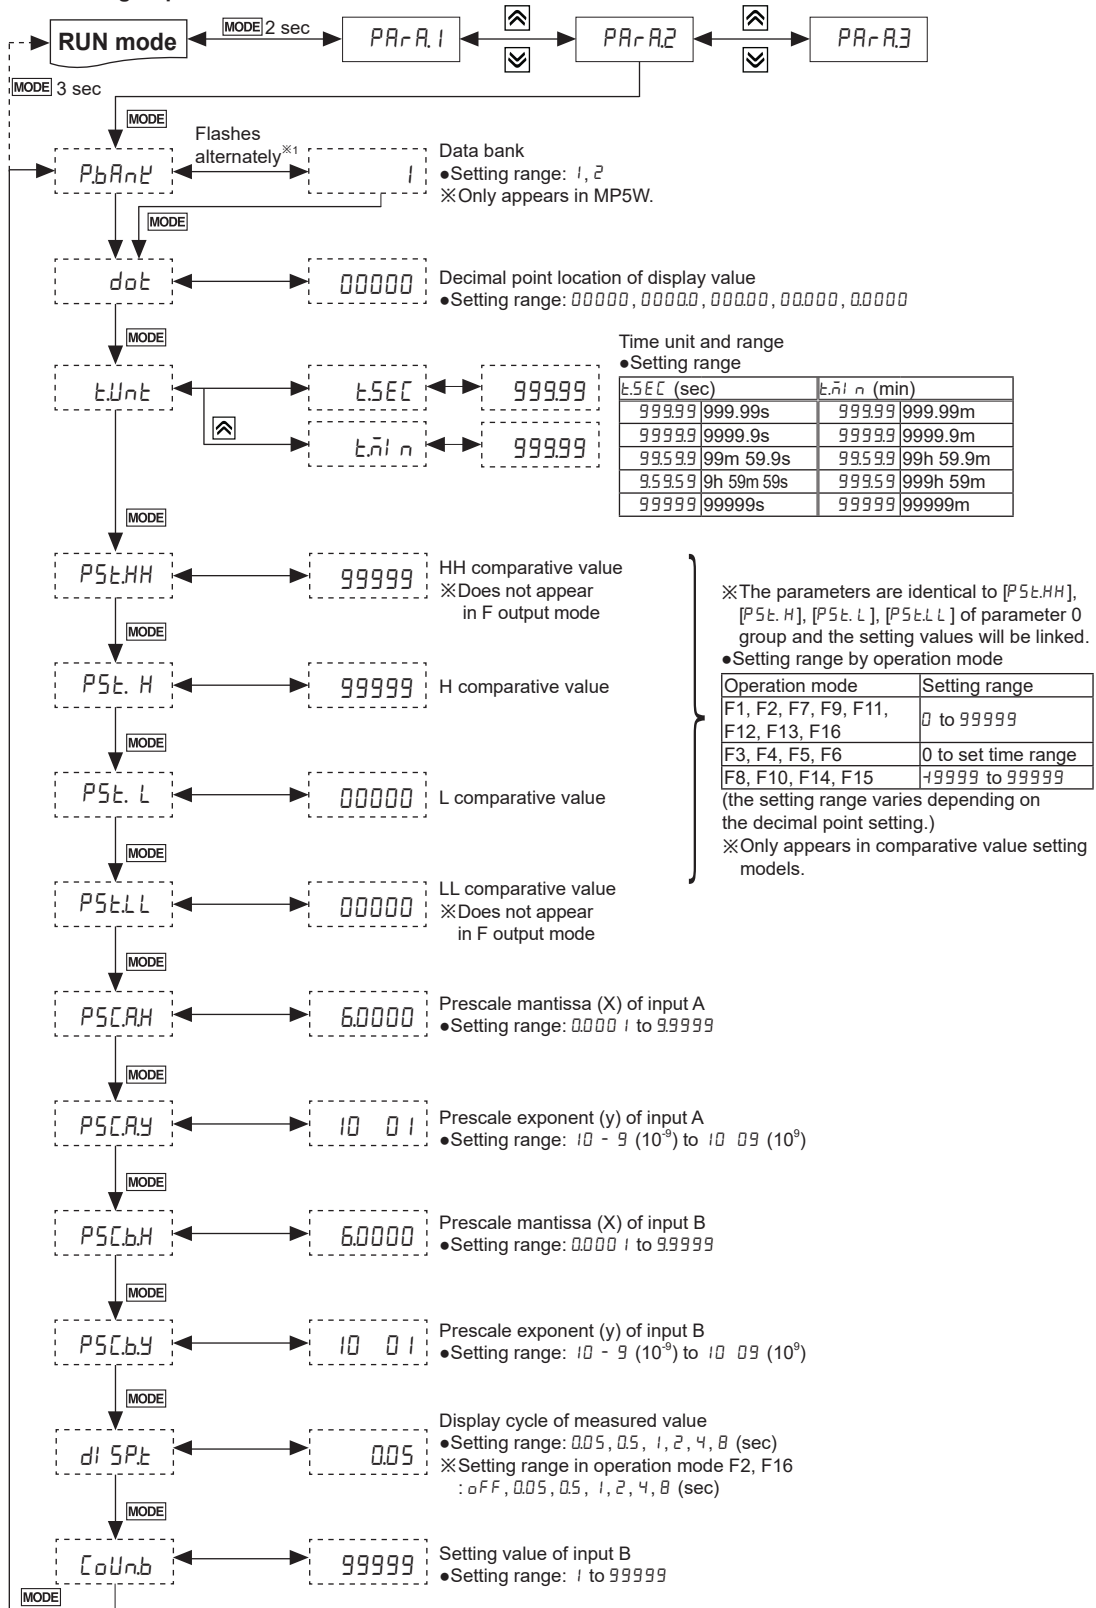 RUN mode
MODE 2 sec
PArA.1
PArA.2
PArA.3
MODE 3 sec
MODE
P.bAnK
Flashes
alternately※1
1
Data bank
●Setting range: 1, 2
※Only appears in MP5W.
MODE
dot
00000
Decimal point location of display value
●Setting range: 00000, 0000.0, 000.00, 00.000, 0.0000
MODE
t.Unt
t.SEC
999.99
t.mIn
999.99
Time unit and range
●Setting range
t.SEC (sec) t.mIn (min)
999.99 999.99s 999.99 999.99m
9999.9 9999.9s 9999.9 9999.9m
99.59.9 99m 59.9s 99.59.9 99h 59.9m
9.59.59 9h 59m 59s 999.59 999h 59m
99999 99999s 99999 99999m
MODE
PSt.HH
99999
HH comparative value
※Does not appear
in F output mode
MODE
PSt. H
99999
H comparative value
MODE
PSt. L
00000
L comparative value
MODE
PSt.LL
00000
LL comparative value
※Does not appear
in F output mode
※The parameters are identical to [PSt.HH],
[PSt. H], [PSt. L], [PSt.LL] of parameter 0
group and the setting values will be linked.
●Setting range by operation mode
Operation mode Setting range
F1, F2, F7, F9, F11,
F12, F13, F16 0 to 99999
F3, F4, F5, F6 0 to set time range
F8, F10, F14, F15 -19999 to 99999
(the setting range varies depending on
the decimal point setting.)
※Only appears in comparative value setting
models.
MODE
PSC.A.H
6.0000
Prescale mantissa (X) of input A
●Setting range: 0.0001 to 9.9999
MODE
PSC.A.Y
10 01
Prescale exponent (y) of input A
●Setting range: 10 - 9 (10-9) to 10 09 (109)
MODE
PSC.b.H
6.0000
Prescale mantissa (X) of input B
●Setting range: 0.0001 to 9.9999
MODE
PSC.b.Y
10 01
Prescale exponent (y) of input B
●Setting range: 10 - 9 (10-9) to 10 09 (109)
MODE
dISP.t
0.05
Display cycle of measured value
●Setting range: 0.05, 0.5, 1, 2, 4, 8 (sec)
※Setting range in operation mode F2, F16
: oFF, 0.05, 0.5, 1, 2, 4, 8 (sec)
MODE
CoUn.b
99999
Setting value of input B
●Setting range: 1 to 99999
MODE